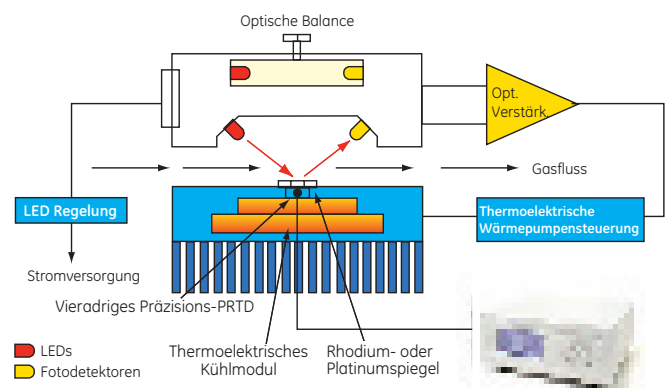 Optische Balance
Opt.
Verstärk.
Gasfluss
LED Regelung
Thermoelektrische
Wärmepumpensteuerung
Stromversorgung
Vieradriges Präzisions-PRTD
LEDs
Fotodetektoren
Thermoelektrisches
Kühlmodul
Rhodium- oder
Platinumspiegel